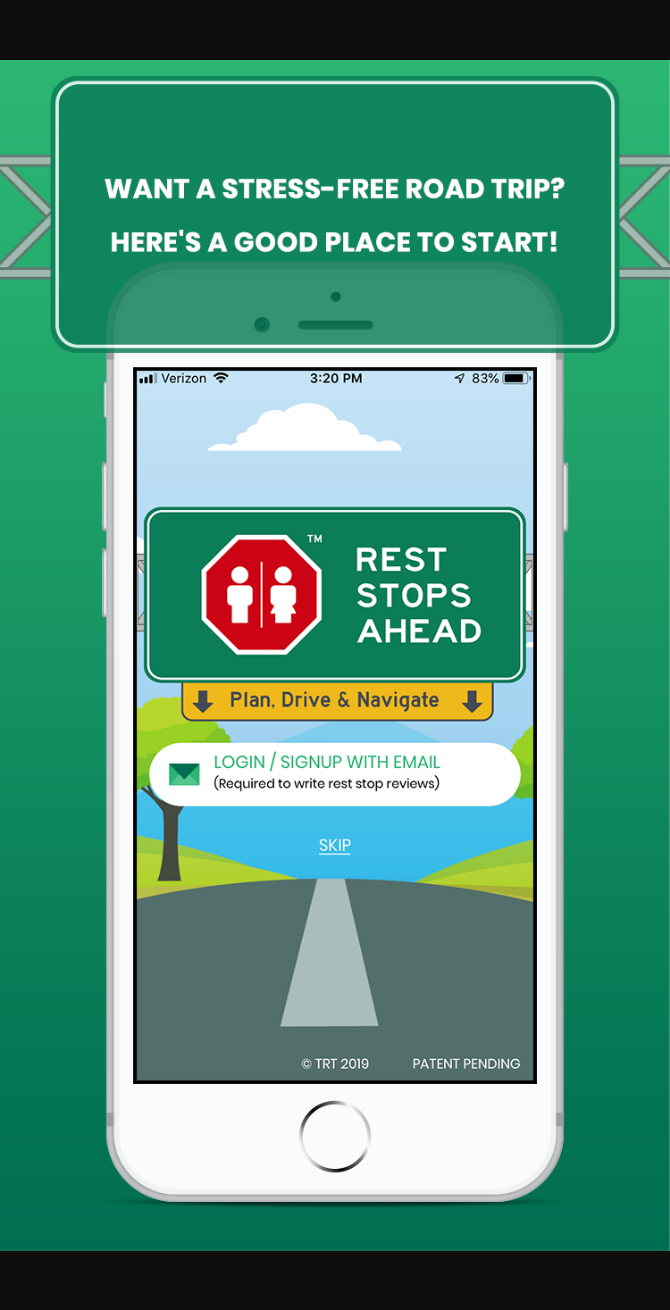 WANT A STRESS-FREE ROAD TRIP?
HERE'S A GOOD PLACE TO START!
Verizon 3:20 PM 83%
TM
REST
STOPS
AHEAD
Plan, Drive & Navigate
LOGIN / SIGNUP WITH EMAIL
(Required to write rest stop reviews)
SKIP
© TRT 2019 PATENT PENDING